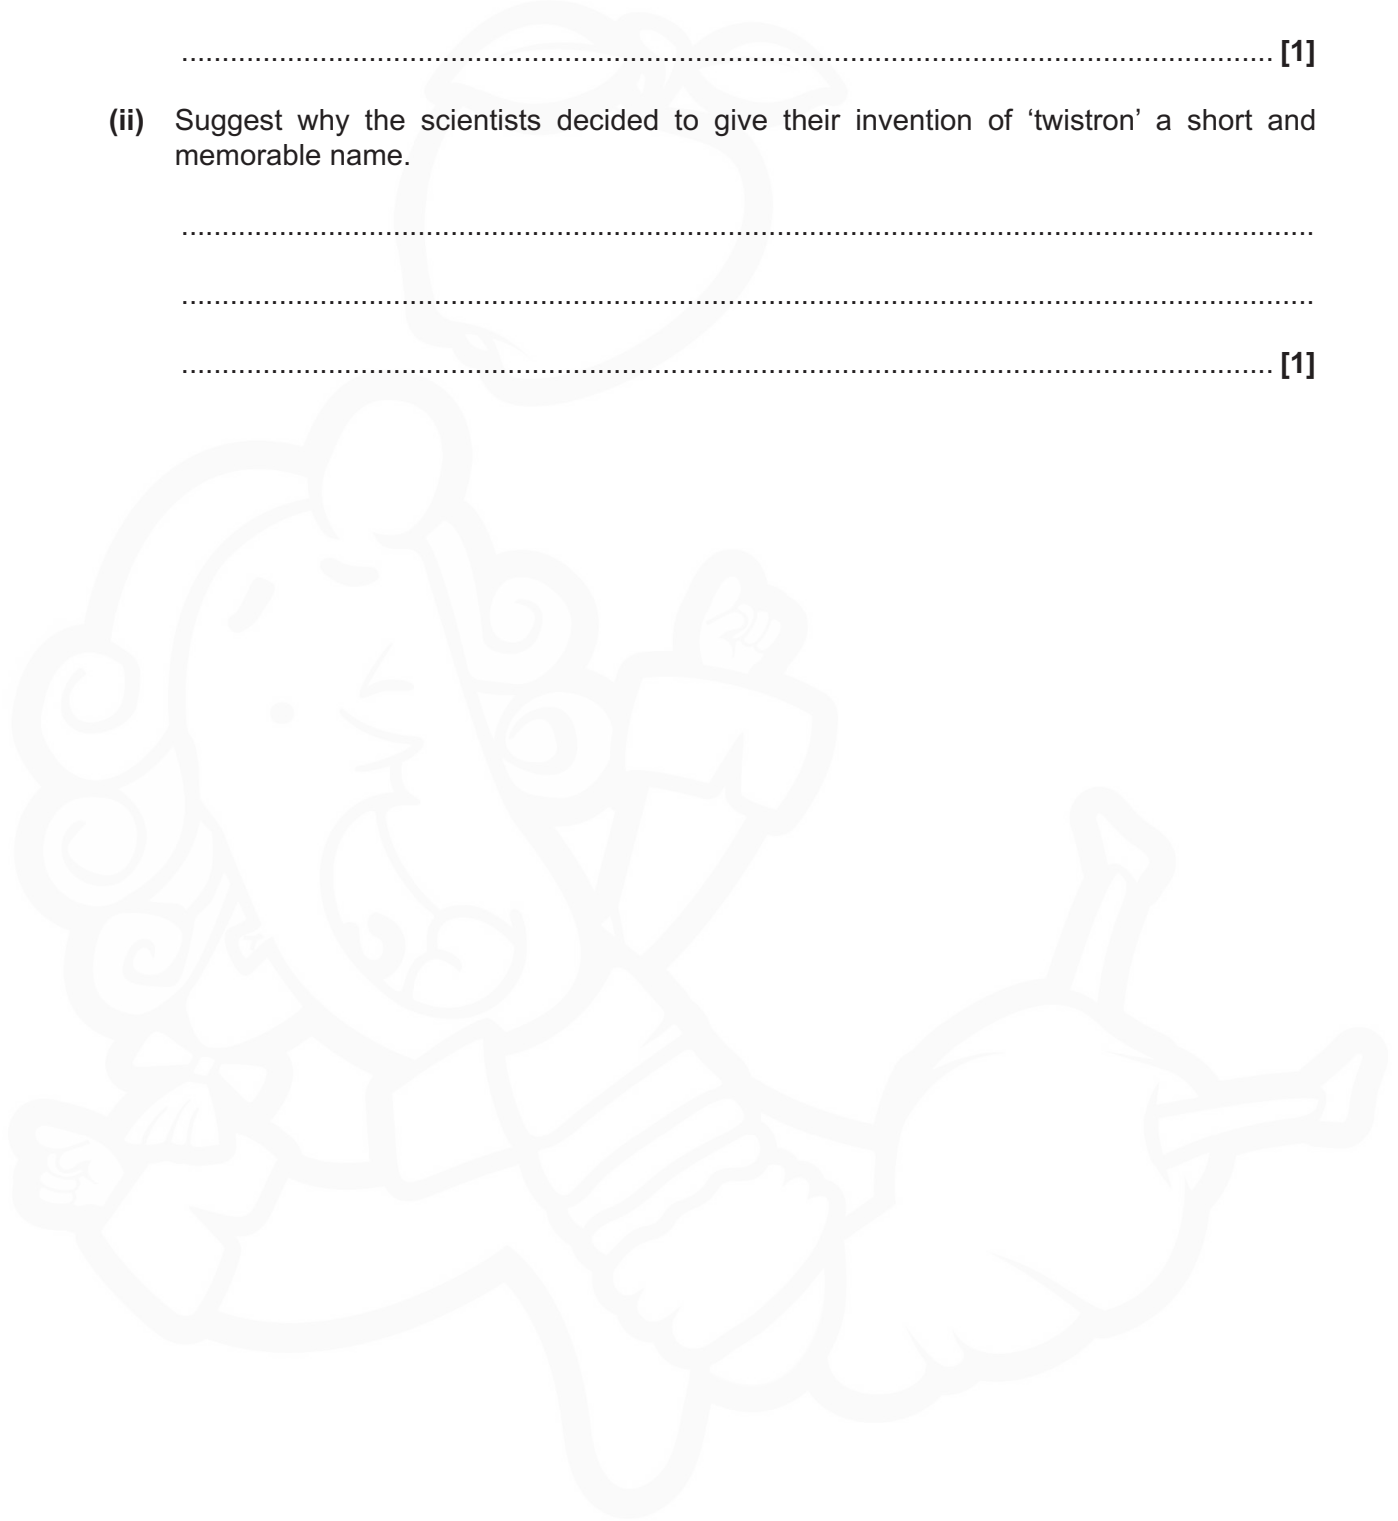 .................................................................................................................................... [1]
(ii) Suggest why the scientists decided to give their invention of ‘twistron’ a short and
memorable name.
.........................................................................................................................................
.........................................................................................................................................
.................................................................................................................................... [1]